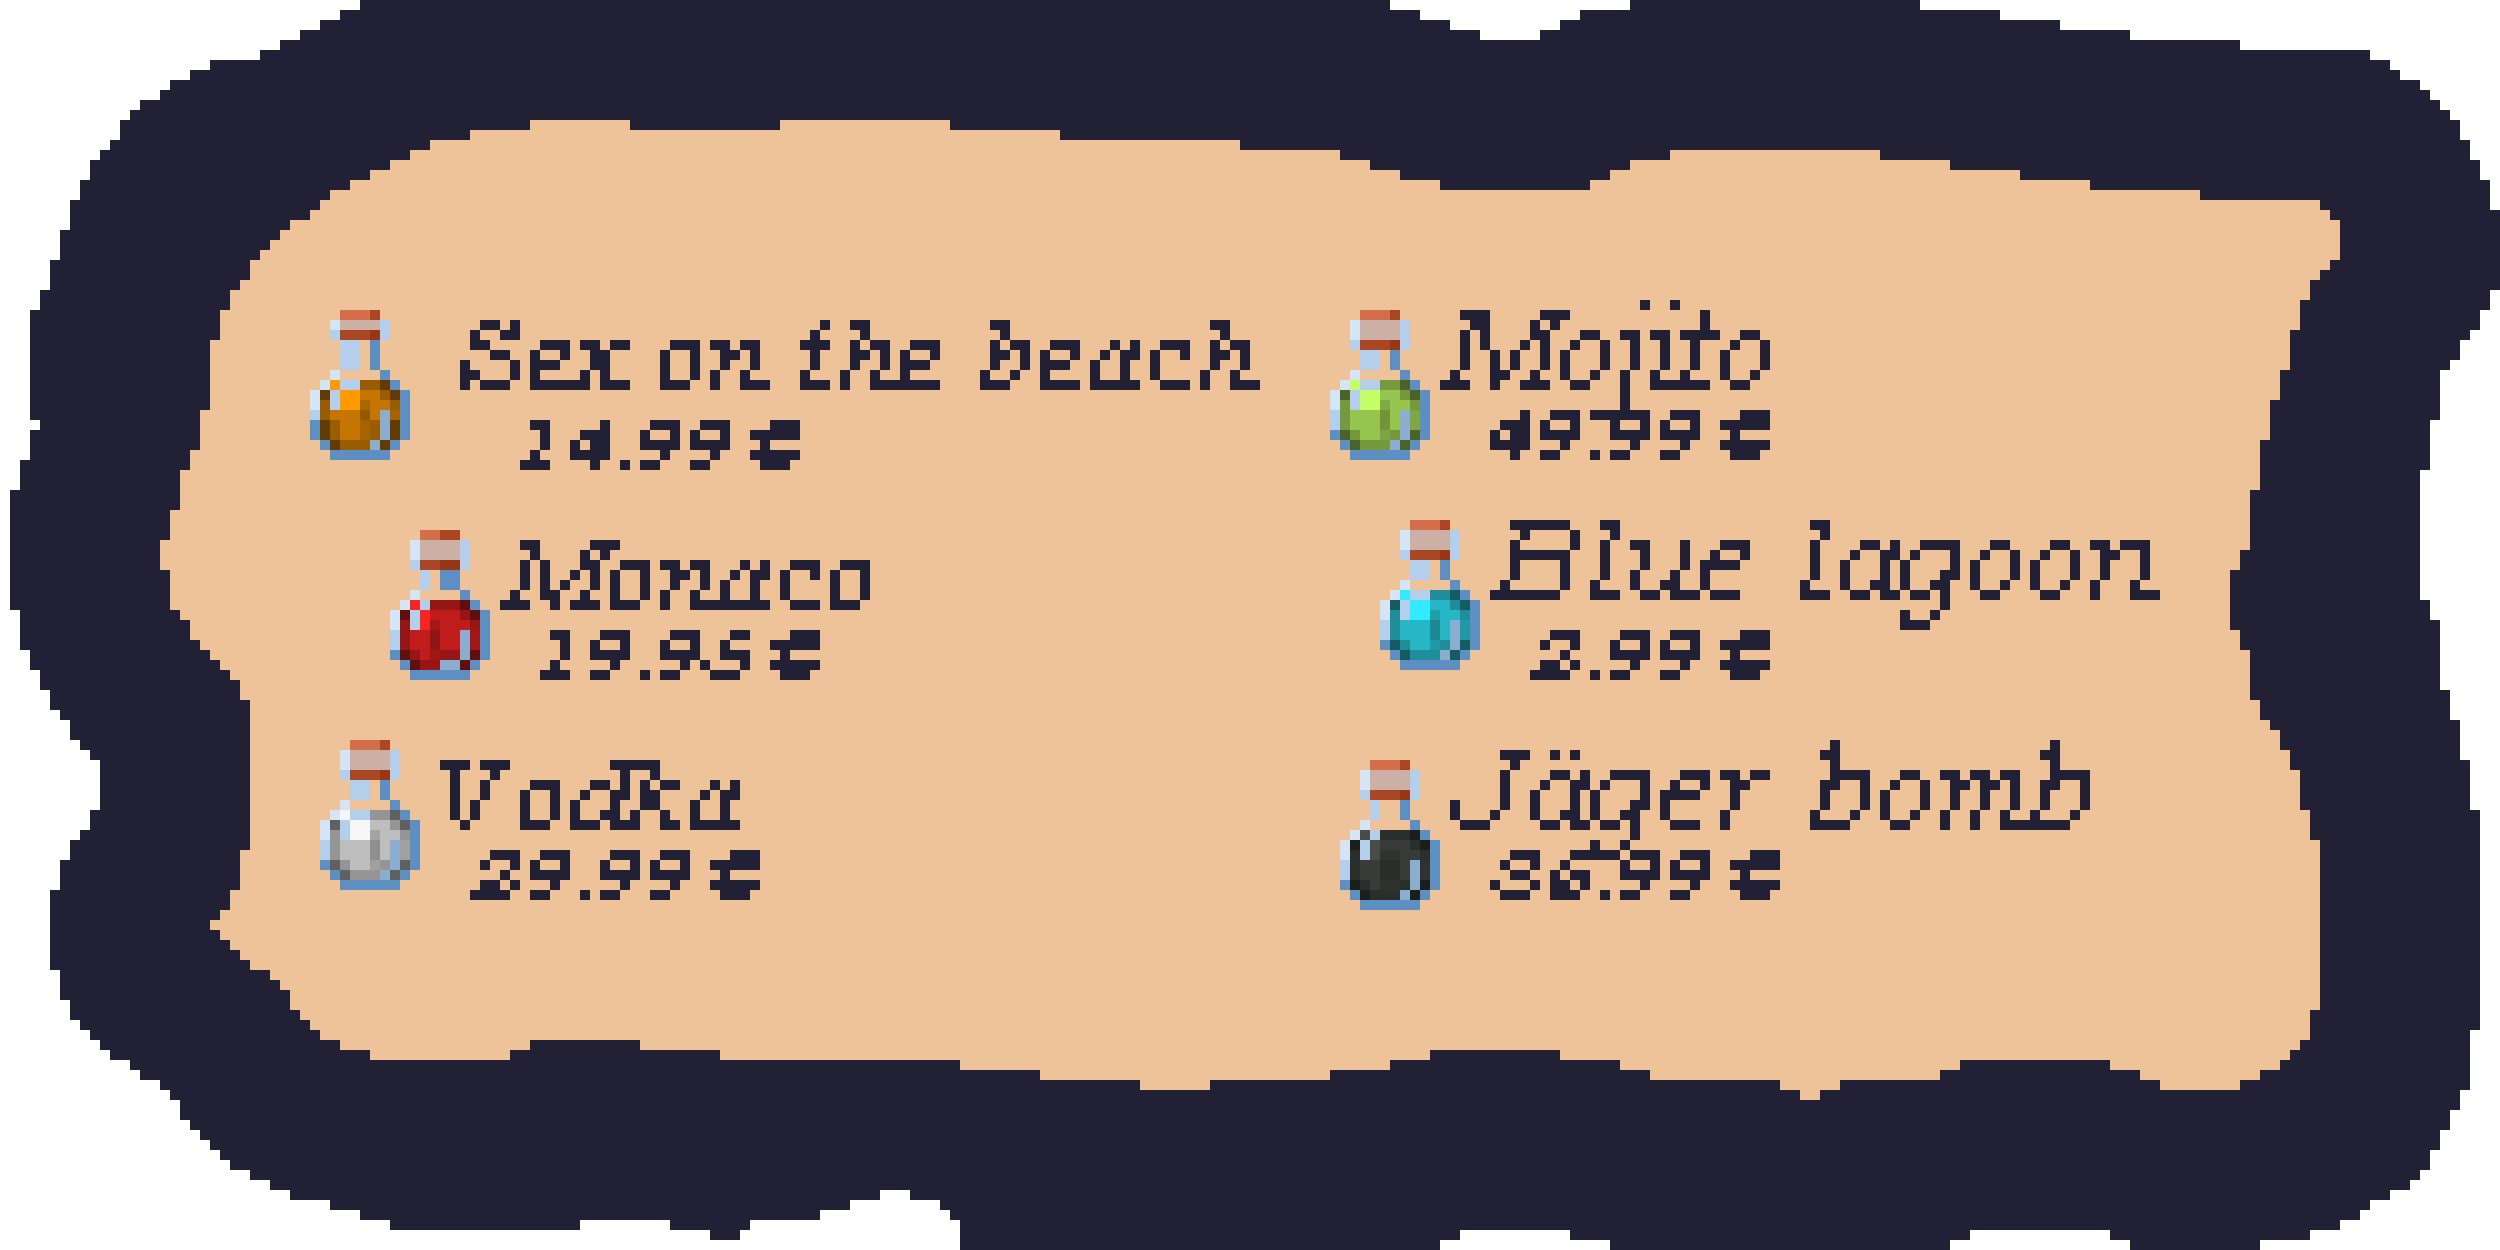 Sex on the beach
14.99 €
Monaco
19.95 €
Vodka
29.99 €
Mojito
49.99 €
Blue lagoon
2.99 €
Jäger bomb
36.99 €